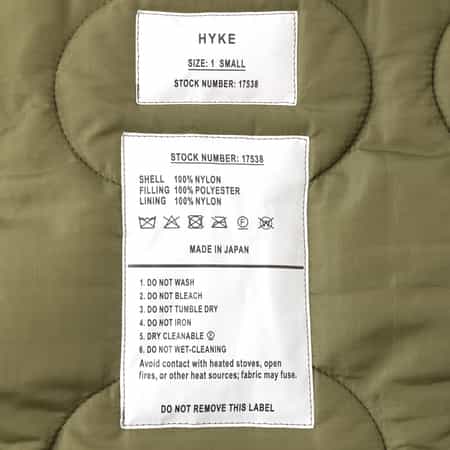 HYKE
SIZE: 1 SMALL
STOCK NUMBER: 17538
STOCK NUMBER: 17538
SHELL 100%NYLON
FILLING 100%POLYESTER
LINING 100%NYLON
MADE IN JAPAN
1. DO NOT WASH
2. DO NOT BLEACH
3. DO NOT TUMBLE DRY
4. DO NOT IRON
5. DRY CLEANABLE Ⓟ
6. DO NOT WET-CLEANING
Avoid contact with heated stoves, open
fires, or other heat sources; fabric may fuse.
DO NOT REMOVE THIS LABEL